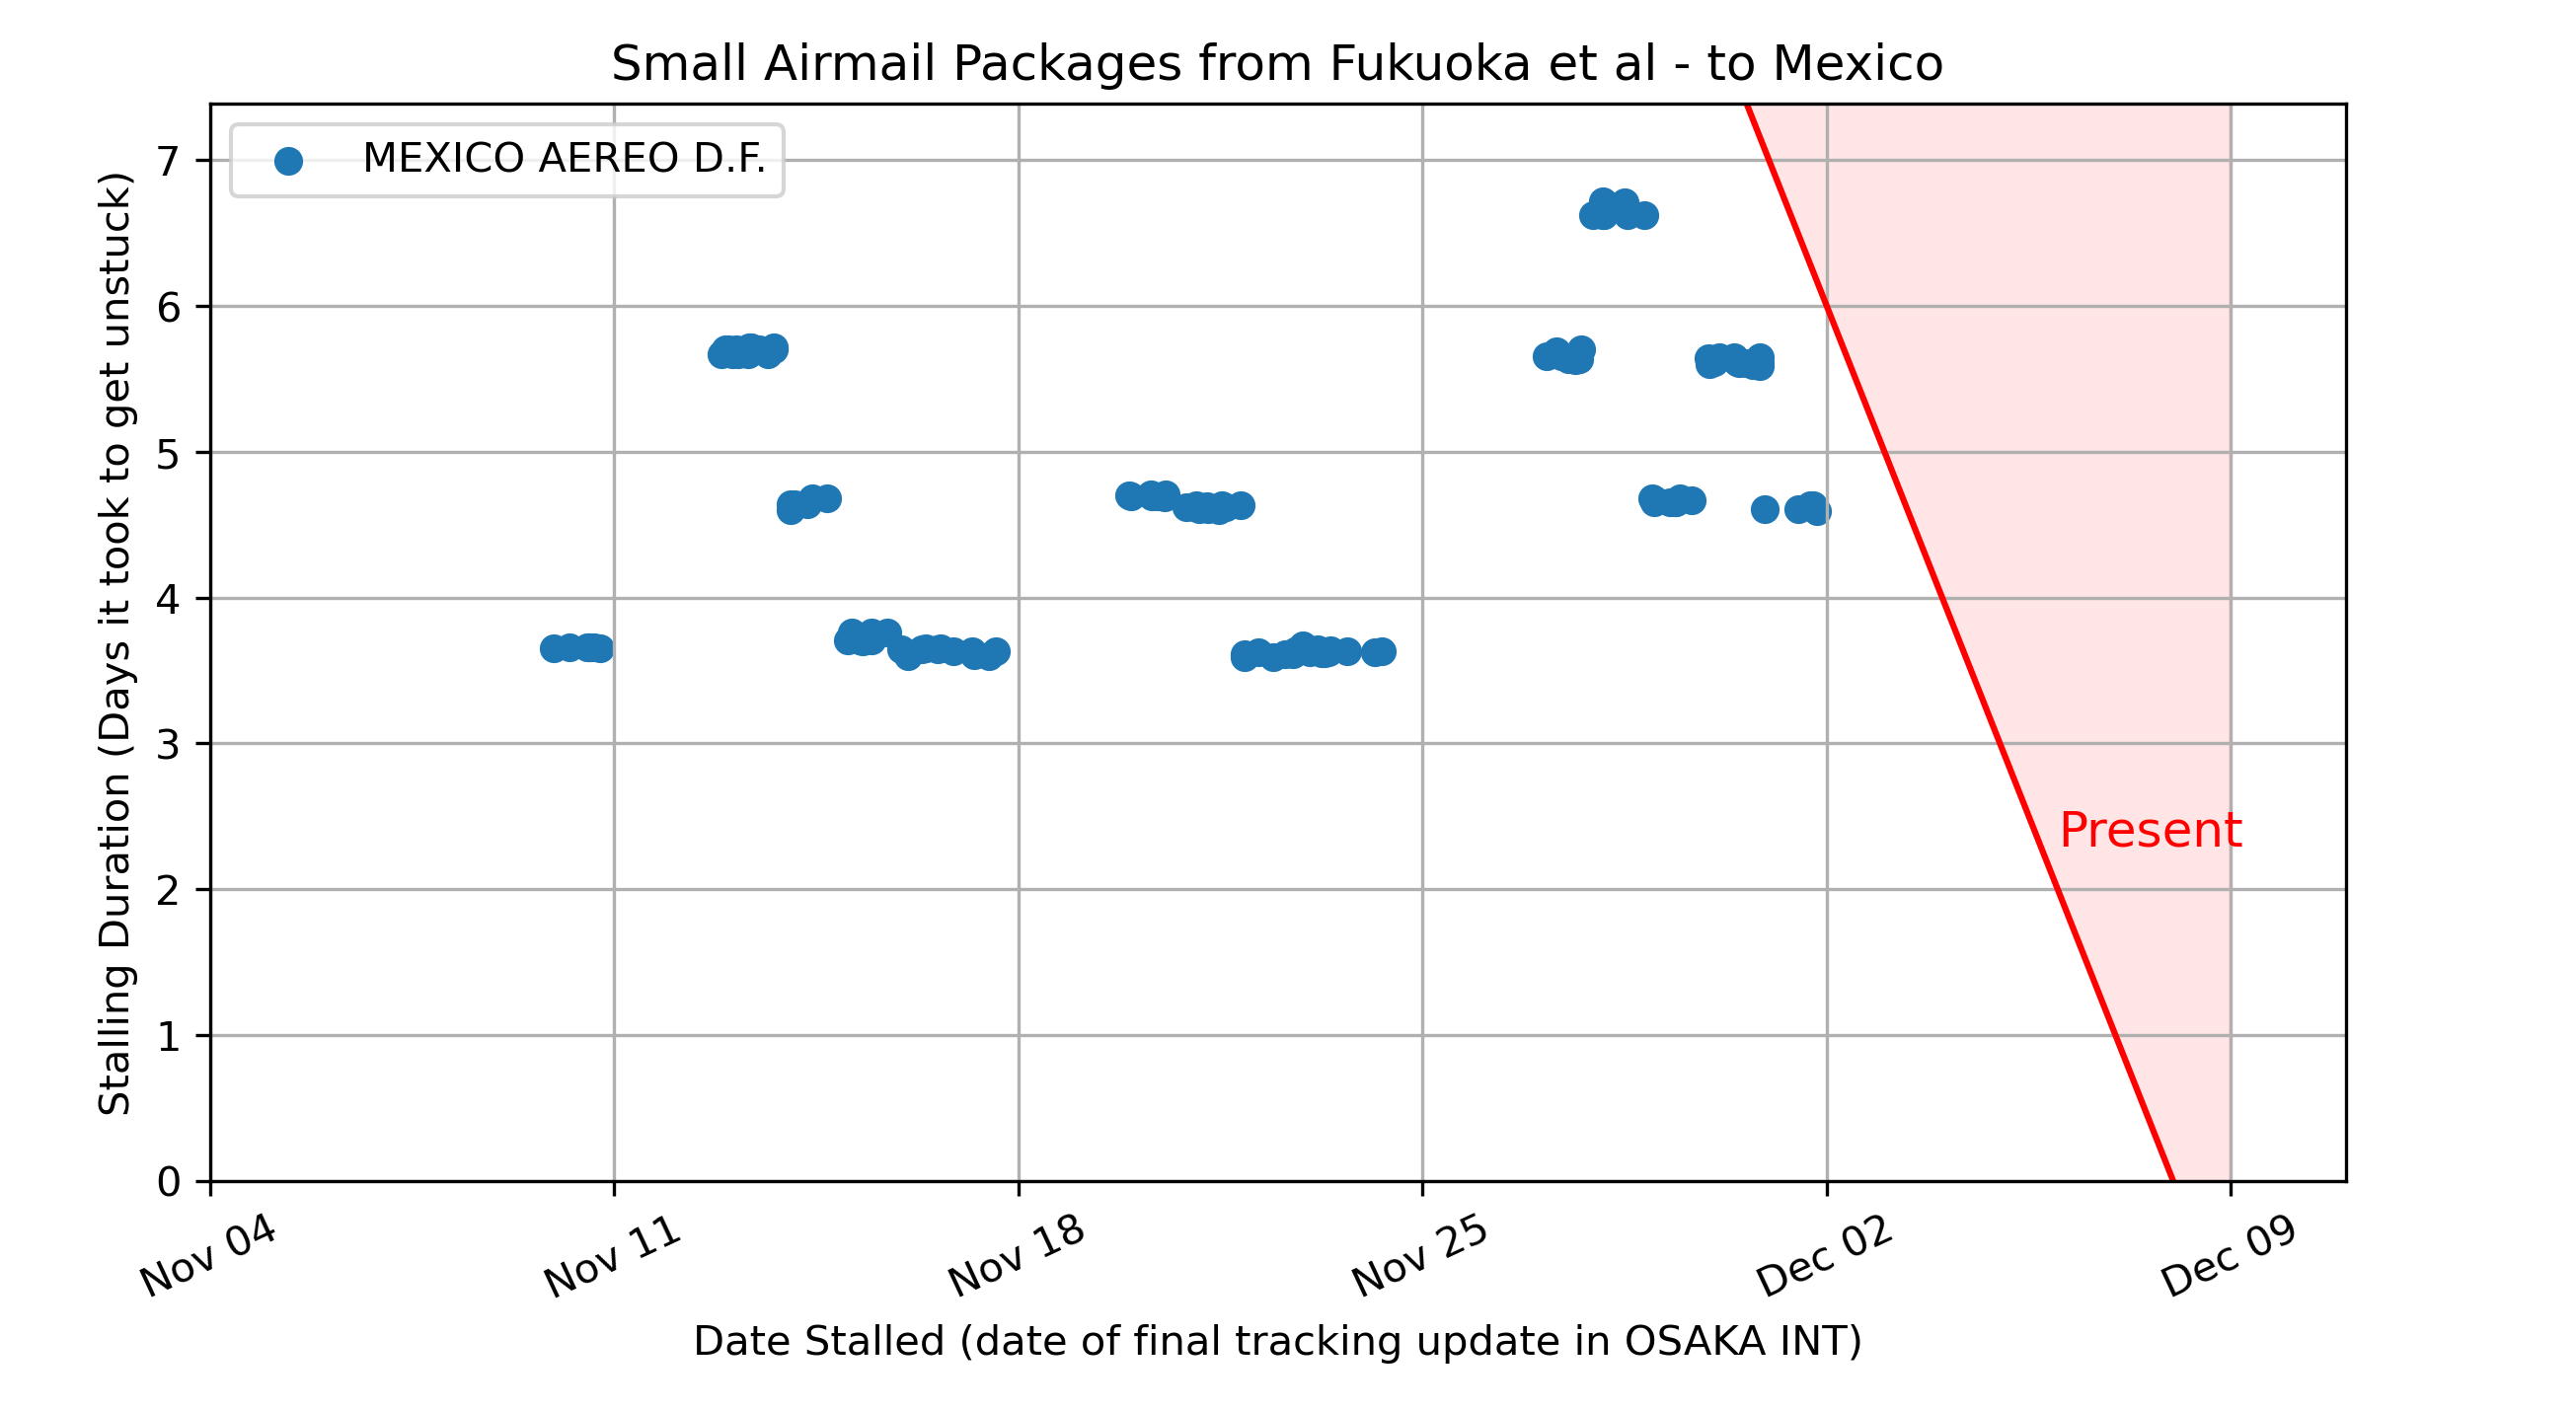 Small Airmail Packages from Fukuoka et al - to Mexico
MEXICO AEREO D.F.
Stalling Duration (Days it took to get unstuck)
7
6
5
4
3
2
1
0
Present
Nov 04
Nov 11
Nov 18
Nov 25
Dec 02
Dec 09
Date Stalled (date of final tracking update in OSAKA INT)